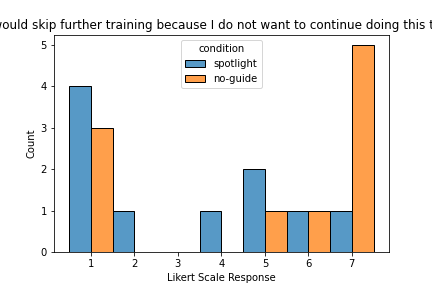 would skip further training because I do not want to continue doing this t
condition
spotlight
no-guide
5
4
3
2
1
0
Count
1 2 3 4 5 6 7
Likert Scale Response